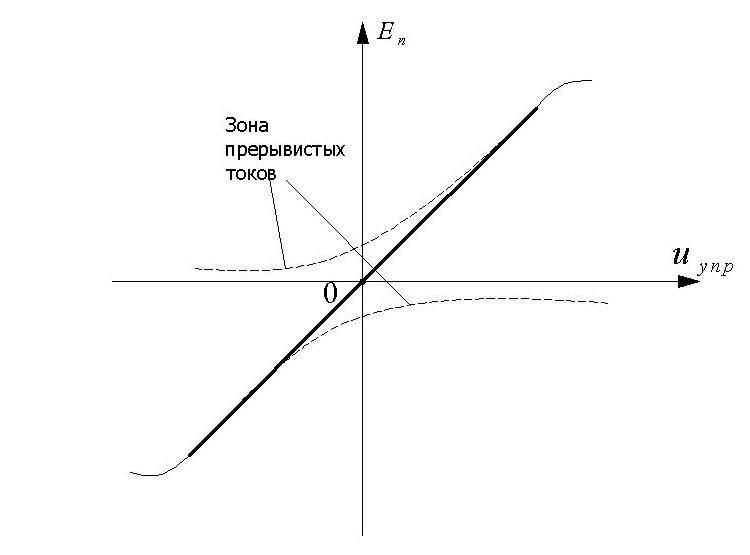 E п
Зона
прерывистых
токов
и упр
0